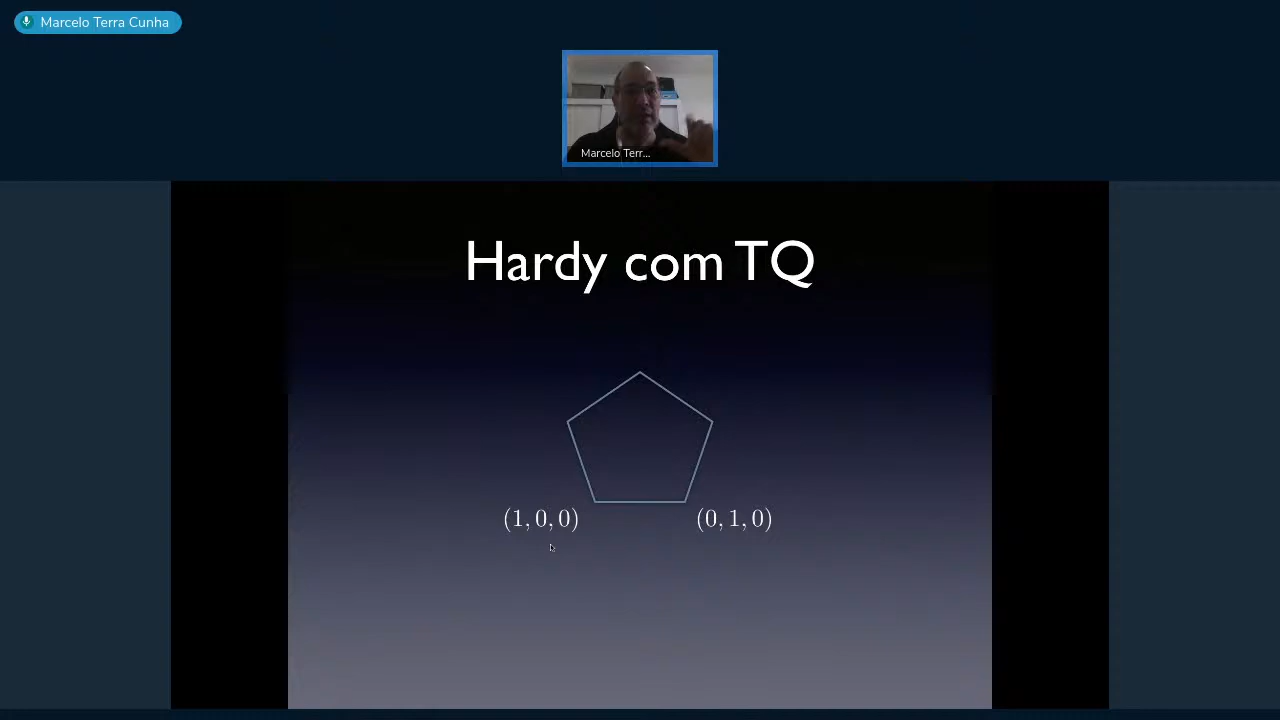 Marcelo Terra Cunha
Marcelo Terr...
Hardy com TQ
(1, 0, 0)
(0, 1, 0)